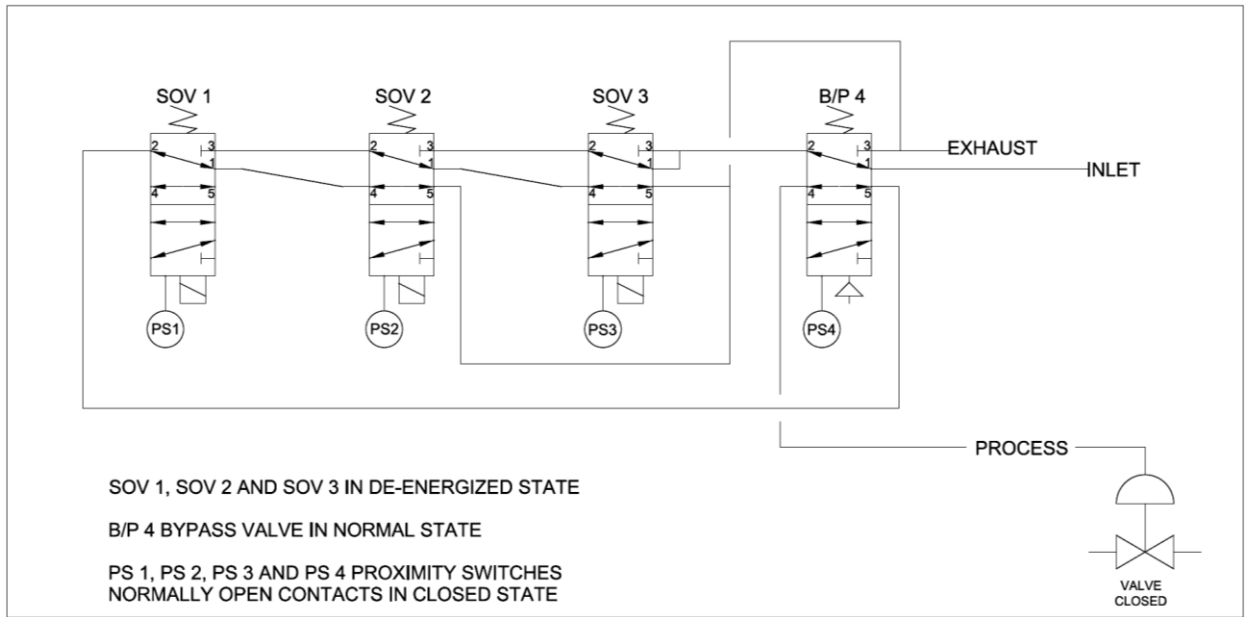 SOV 1
SOV 2
SOV 3
B/P 4
2 3
1
4 5
2 3
1
4 5
2 3
1
4 5
2 3
1
4 5
EXHAUST
INLET
PS1
PS2
PS3
PS4
PROCESS
SOV 1, SOV 2 AND SOV 3 IN DE-ENERGIZED STATE
B/P 4 BYPASS VALVE IN NORMAL STATE
PS 1, PS 2, PS 3 AND PS 4 PROXIMITY SWITCHES
NORMALLY OPEN CONTACTS IN CLOSED STATE
VALVE
CLOSED